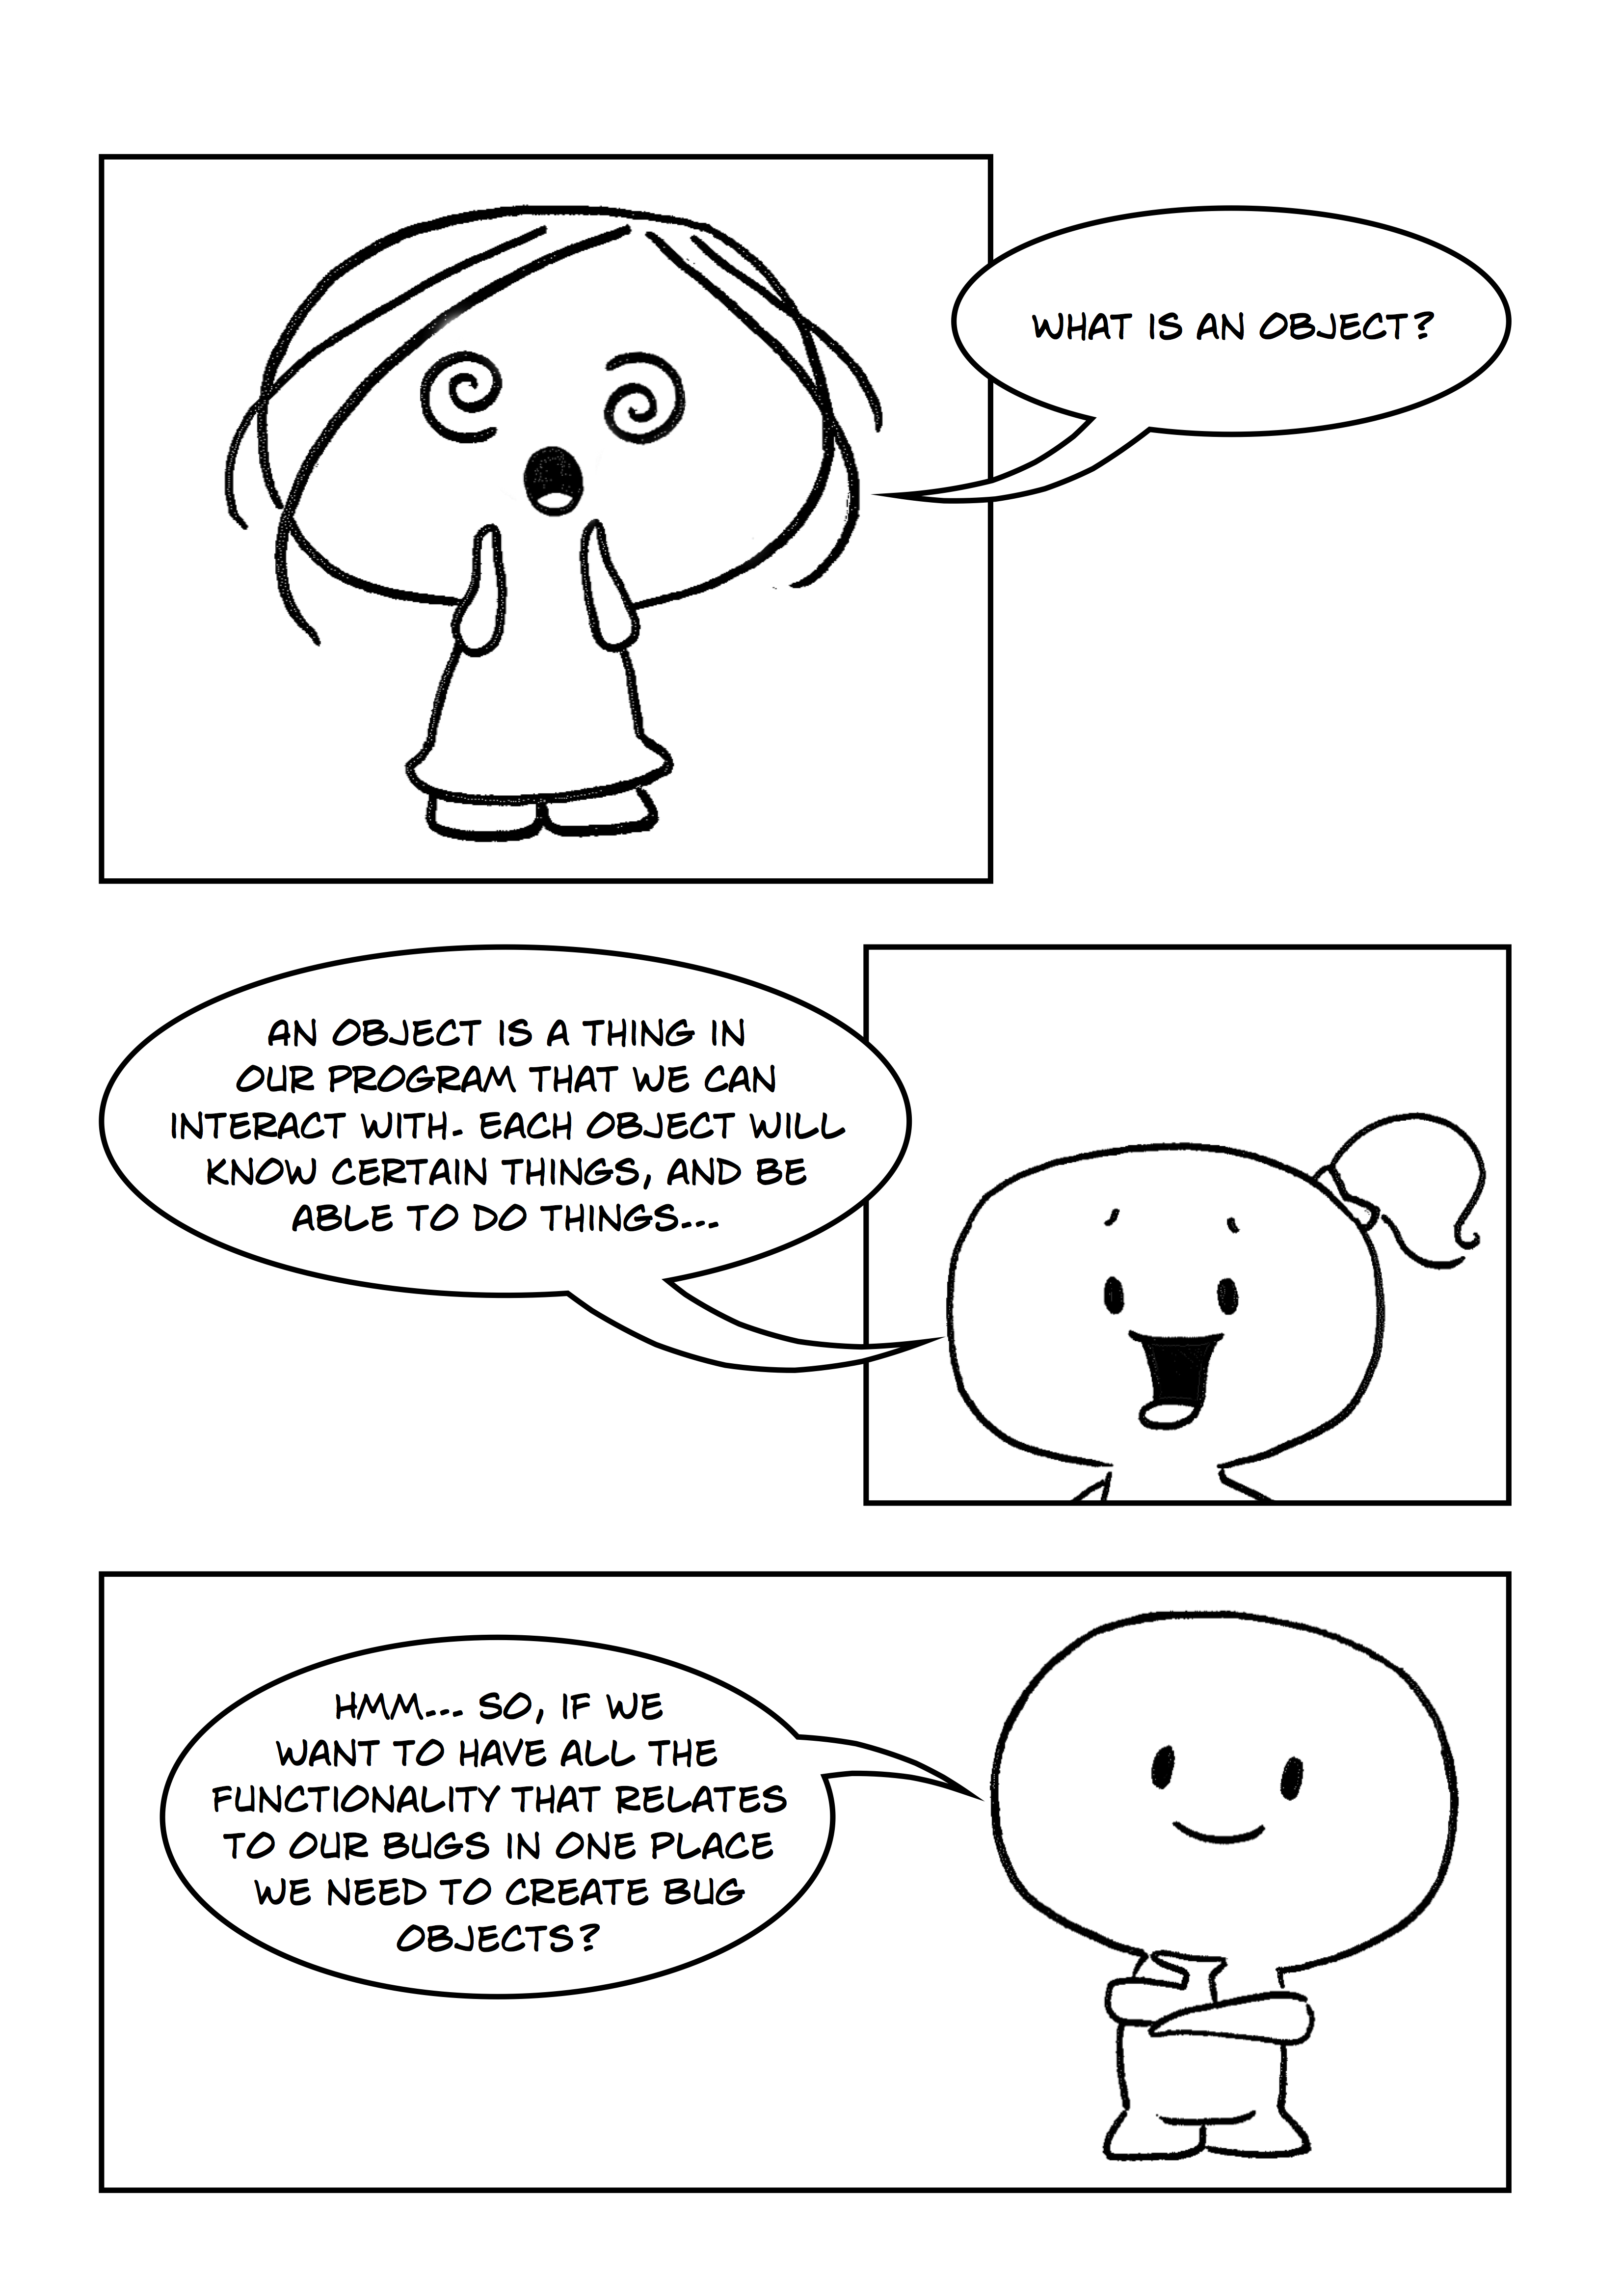 WHAT IS AN OBJECT?
AN OBJECT IS A THING IN
OUR PROGRAM THAT WE CAN
INTERACT WITH. EACH OBJECT WILL
KNOW CERTAIN THINGS, AND BE
ABLE TO DO THINGS...
HMM... SO, IF WE
WANT TO HAVE ALL THE
FUNCTIONALITY THAT RELATES
TO OUR BUGS IN ONE PLACE
WE NEED TO CREATE BUG
OBJECTS?